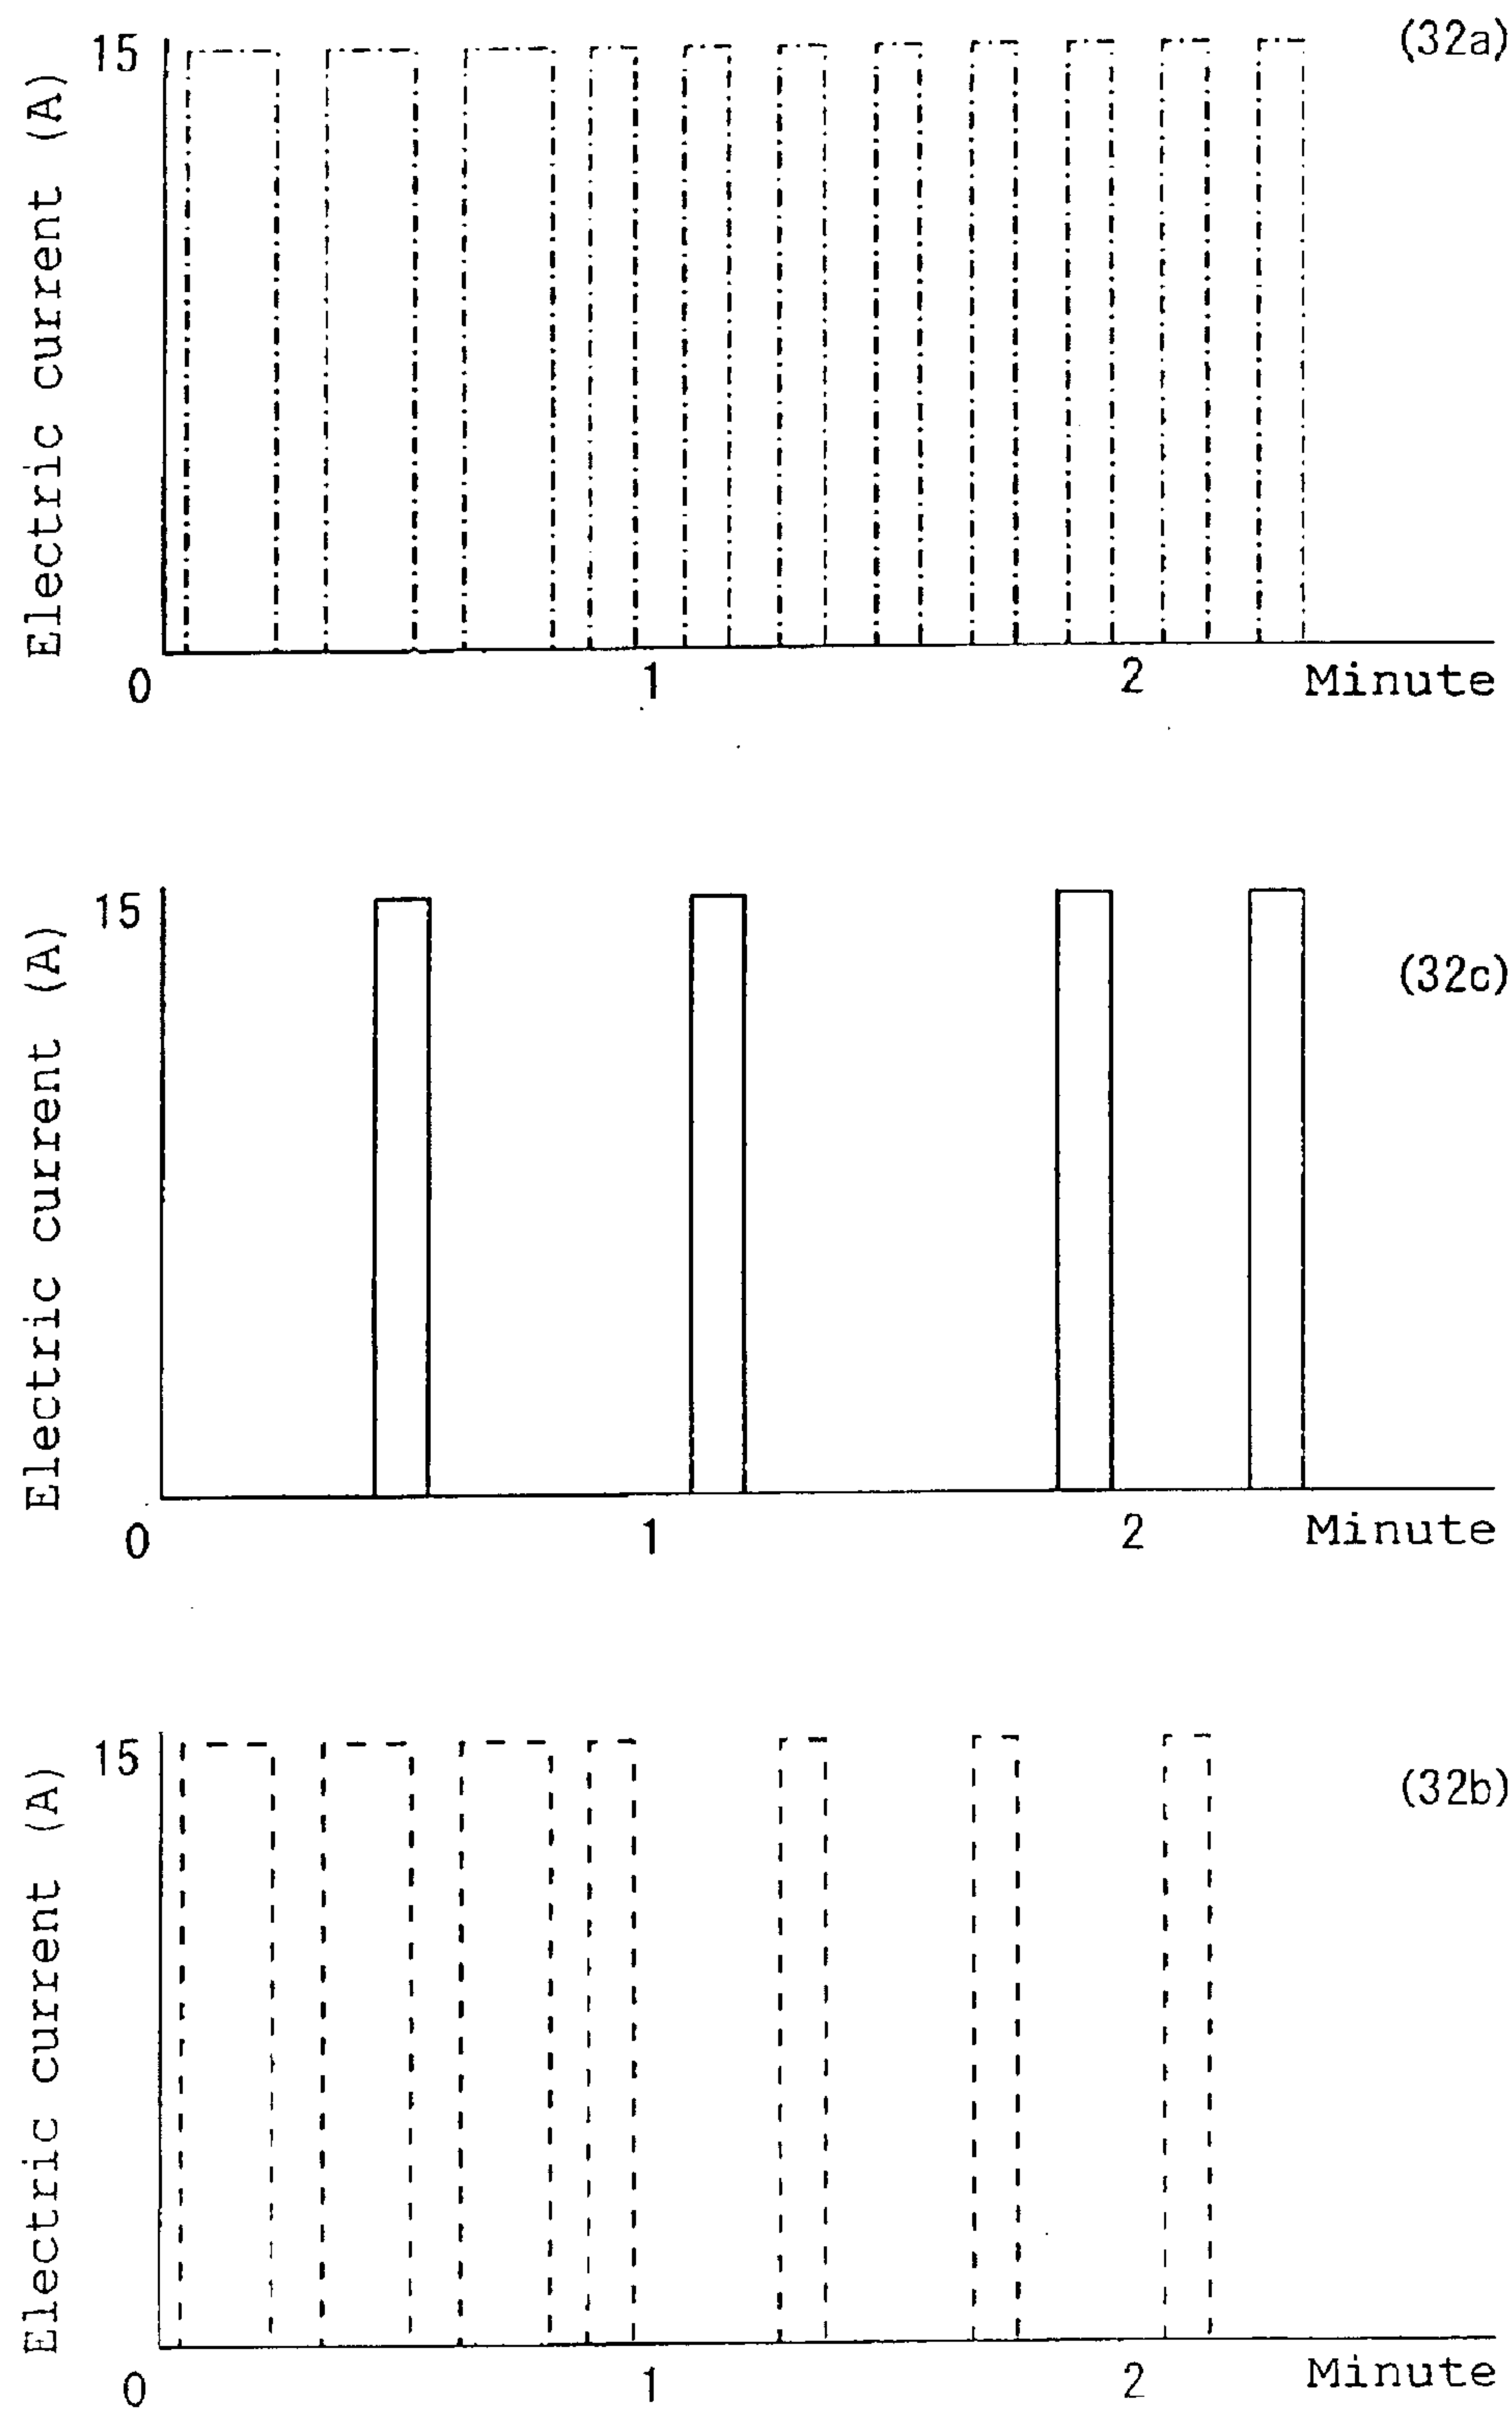 (32a)
15
Electric current (A)
0
1
2
Minute
15
(32c)
Electric current (A)
0
1
2
Minute
15
(32b)
Electric current (A)
0
1
2
Minute